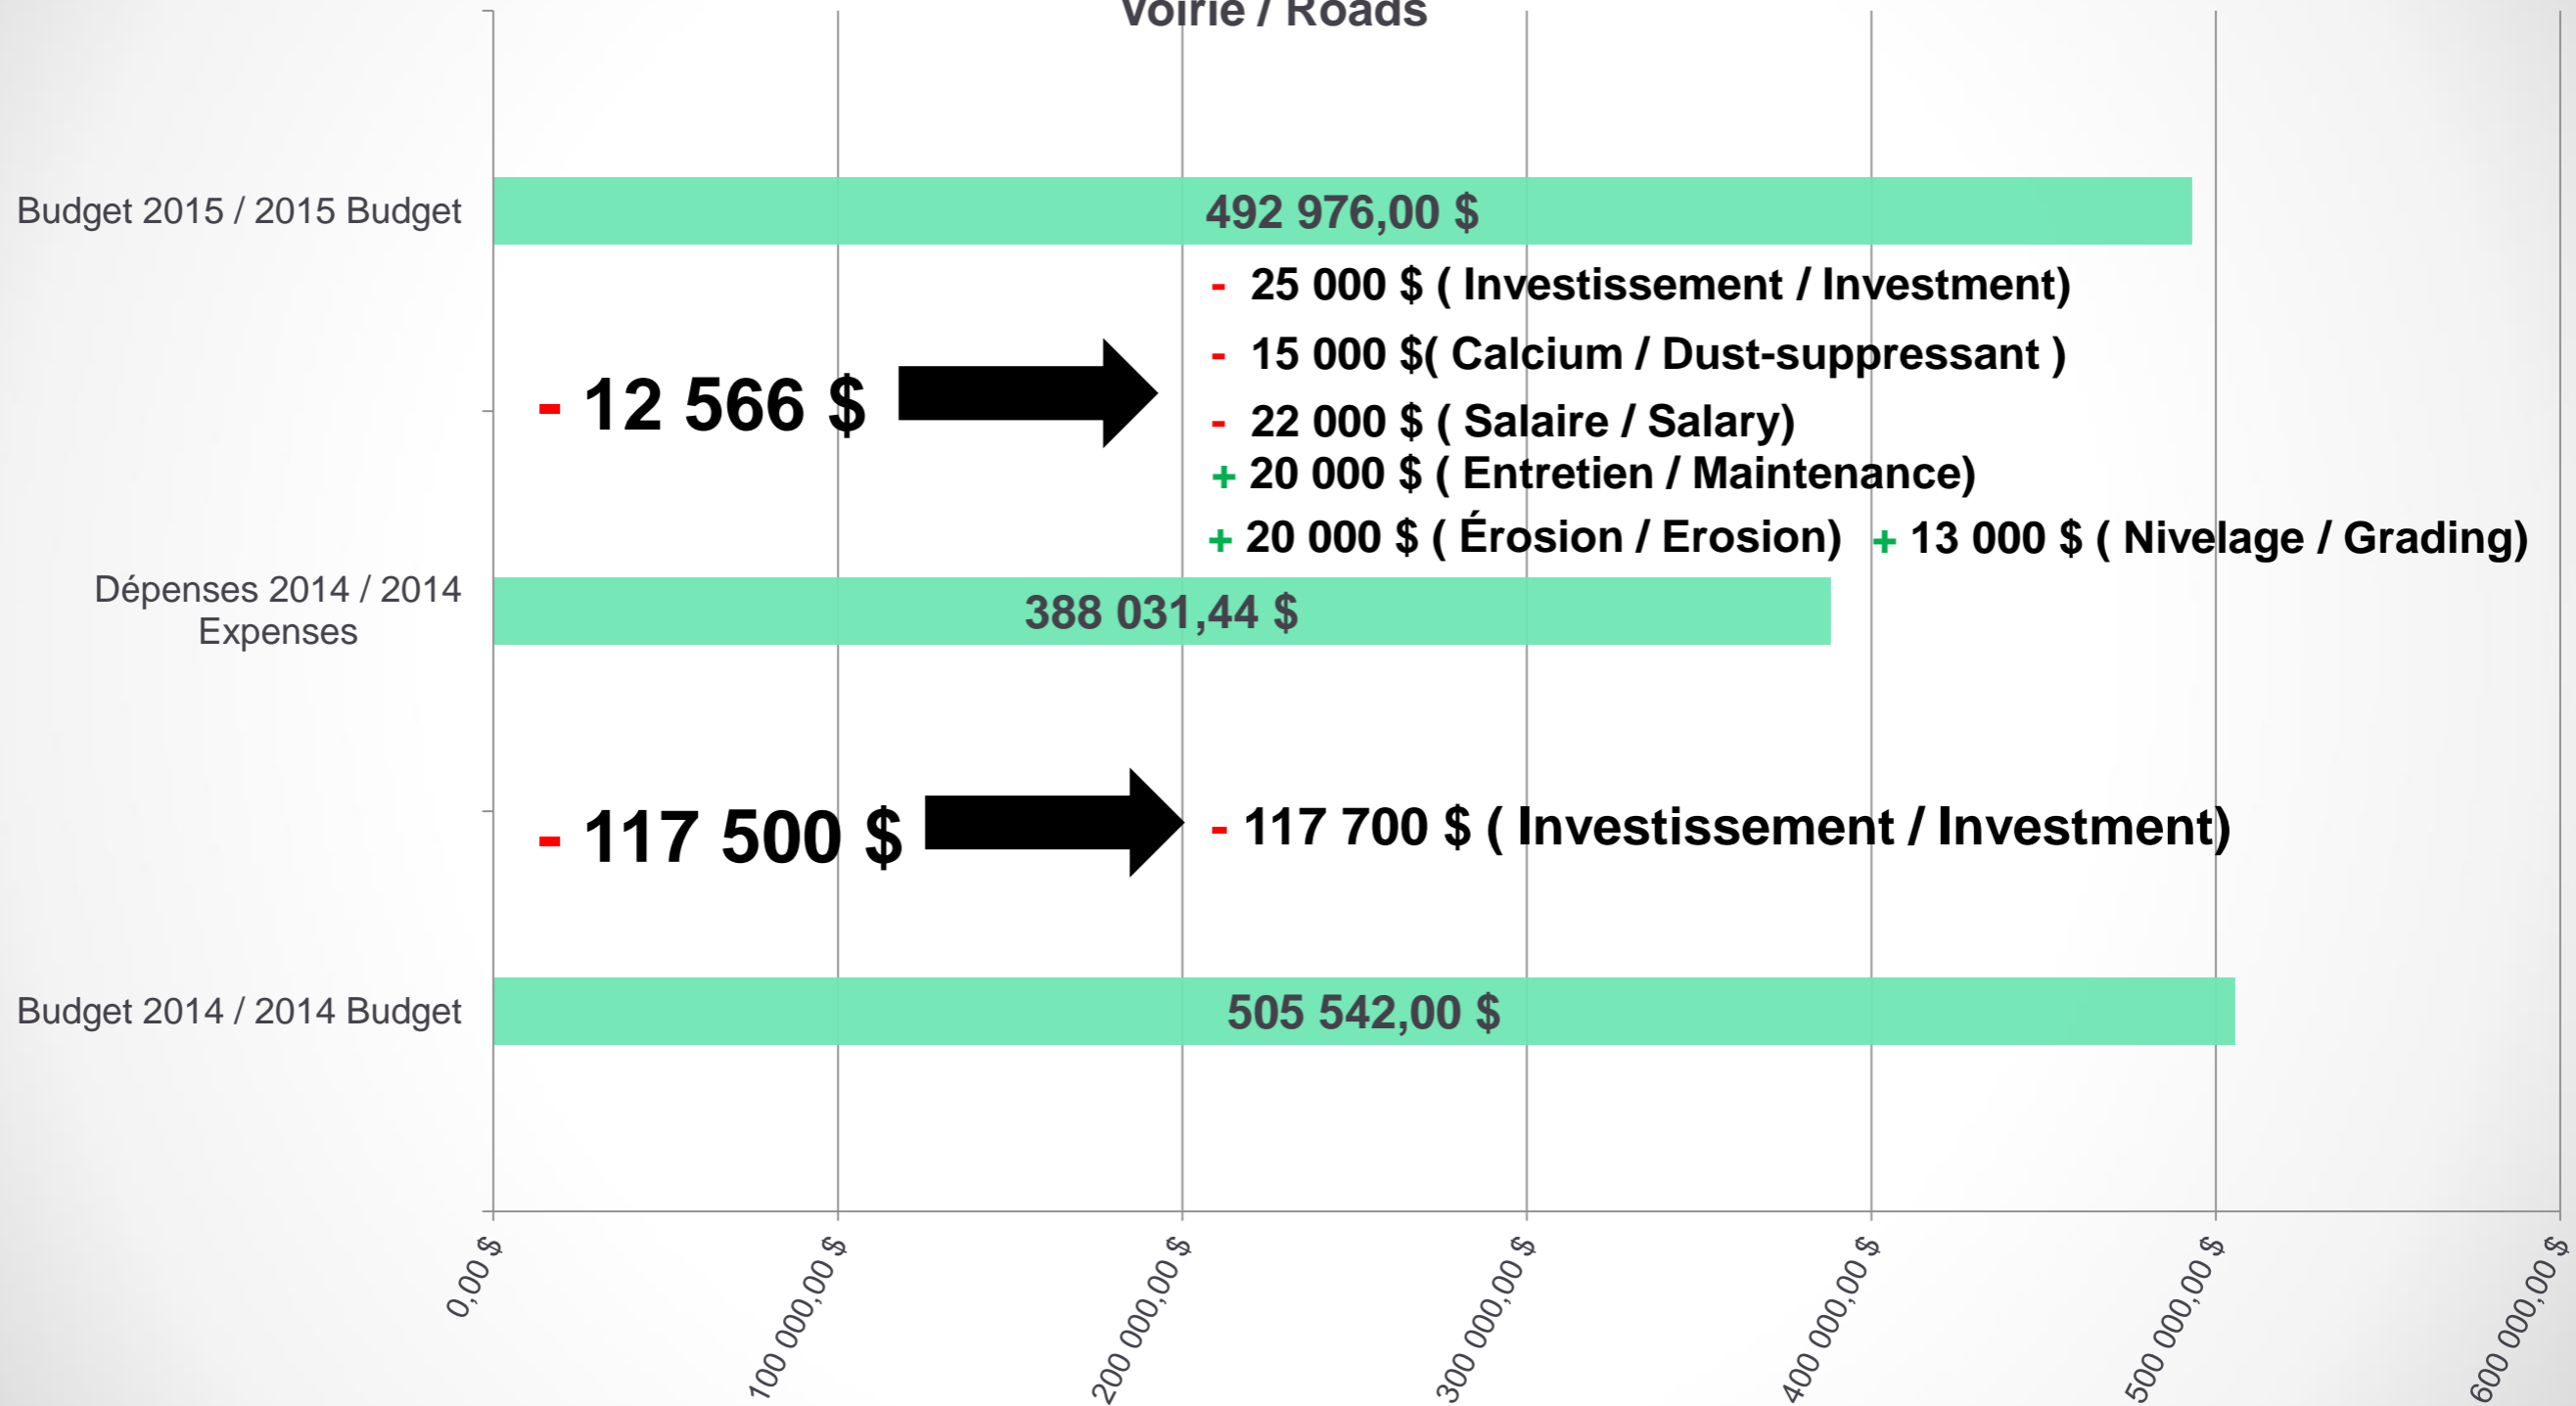 Voirie / Roads
Budget 2015 / 2015 Budget
492 976,00 $
- 25 000 $ ( Investissement / Investment)
- 15 000 $( Calcium / Dust-suppressant )
- 12 566 $
- 22 000 $ ( Salaire / Salary)
+ 20 000 $ ( Entretien / Maintenance)
+ 20 000 $ ( Érosion / Erosion) + 13 000 $ ( Nivelage / Grading)
Dépenses 2014 / 2014
Expenses
388 031,44 $
- 117 500 $
- 117 700 $ ( Investissement / Investment)
Budget 2014 / 2014 Budget
505 542,00 $
0,00 $
100 000,00 $
200 000,00 $
300 000,00 $
400 000,00 $
500 000,00 $
600 000,00 $